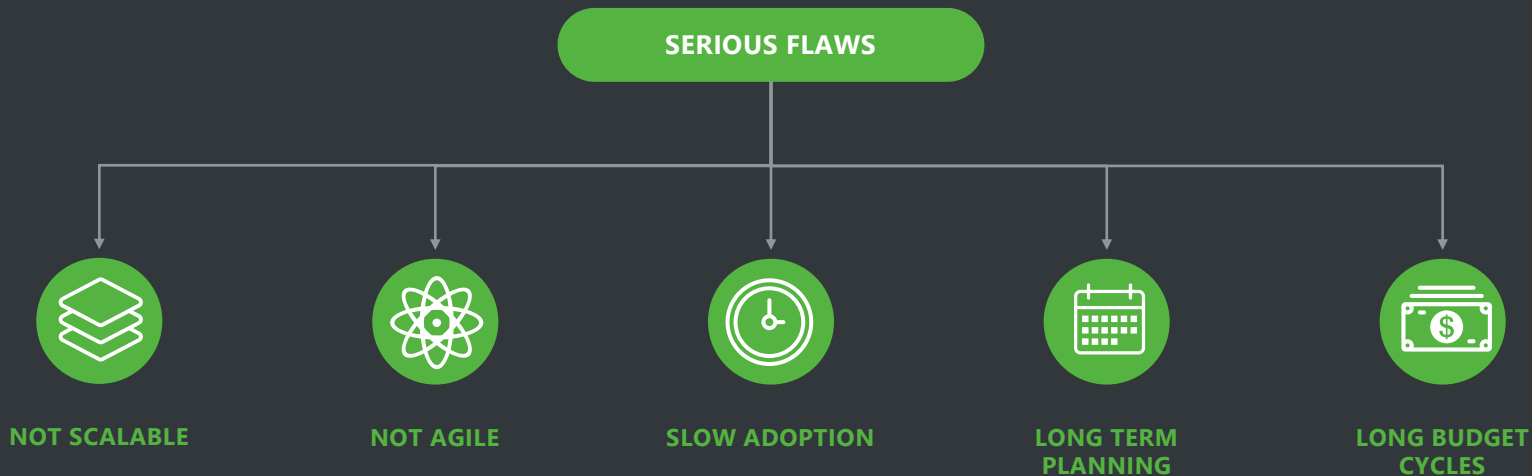 SERIOUS FLAWS
NOT SCALABLE
NOT AGILE
SLOW ADOPTION
LONG TERM
PLANNING
LONG BUDGET
CYCLES
$